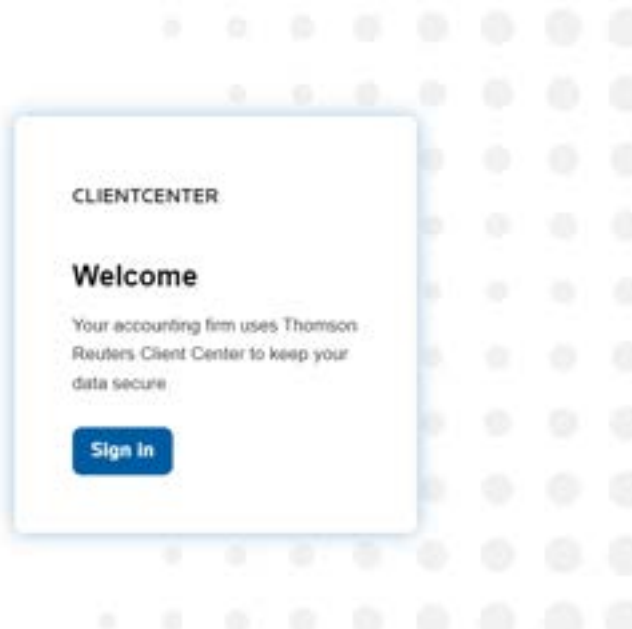 CLIENTCENTER
Welcome
Your accounting firm uses Thomson
Reuters Client Center to keep your
data secure
Sign In